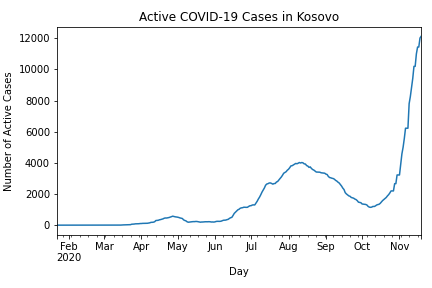 Active COVID-19 Cases in Kosovo
Number of Active Cases
12000
10000
8000
6000
4000
2000
0
Feb Mar Apr May Jun Jul Aug Sep Oct Nov
2020
Day